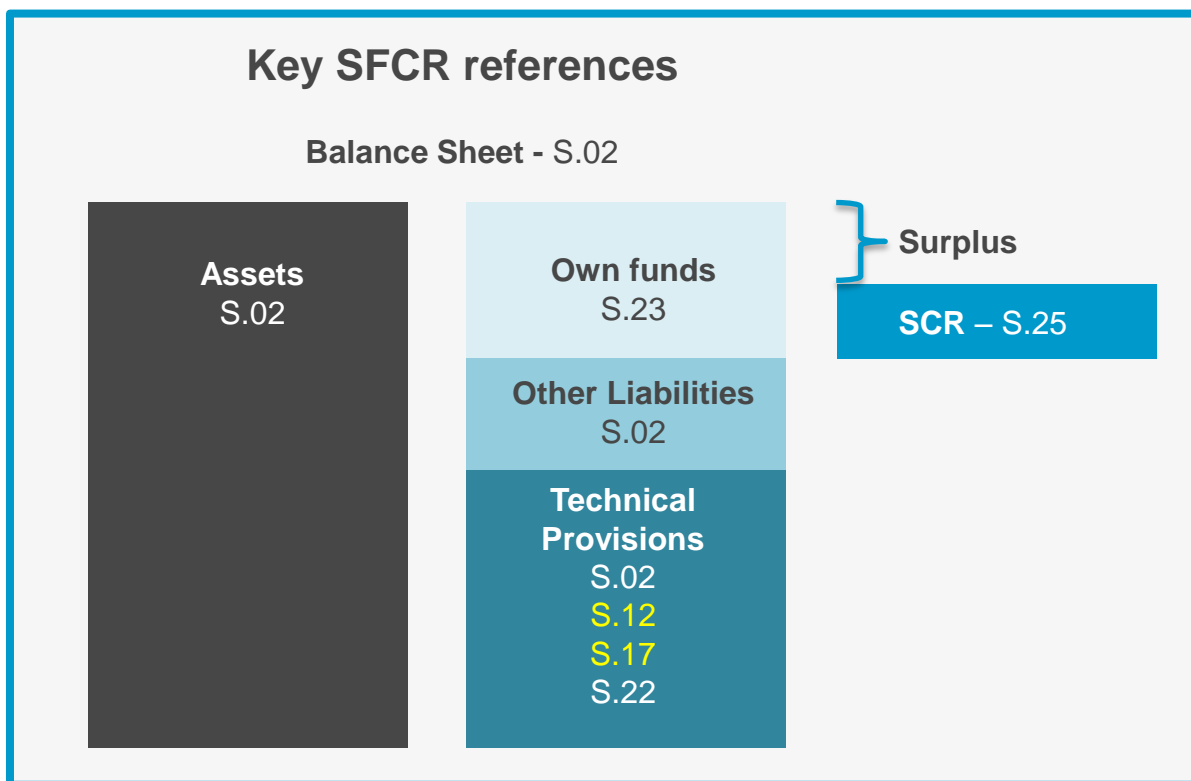 Key SFCR references
Balance Sheet - S.02
Assets
S.02
Own funds
S.23
Other Liabilities
S.02
Technical
Provisions
S.02
S.12
S.17
S.22
Surplus
SCR – S.25